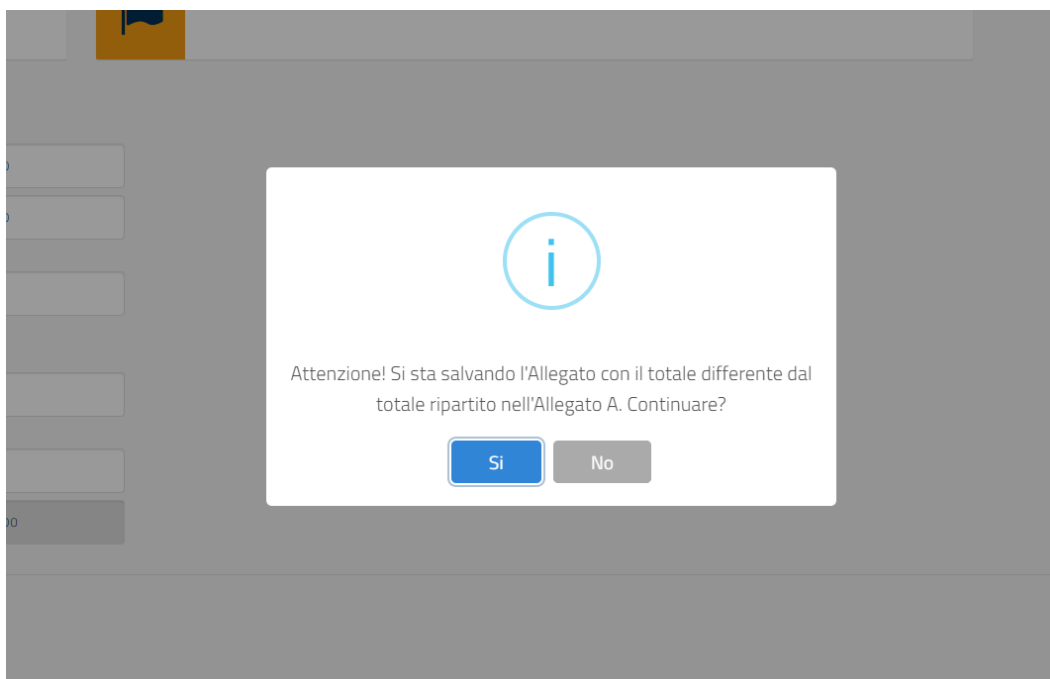 Attenzione! Si sta salvando l'Allegato con il totale differente dal
totale ripartito nell'Allegato A. Continuare?
Si
No